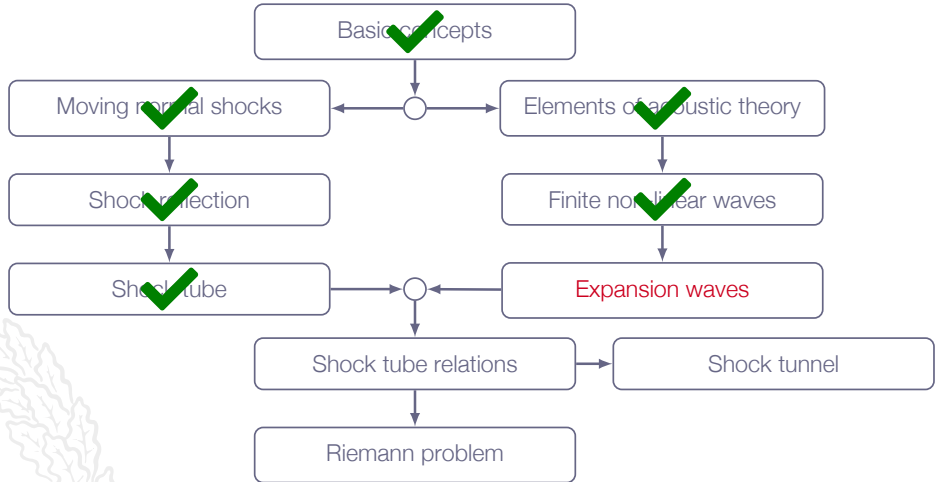 Basic concepts
Moving normal shocks
Elements of acoustic theory
Shock reflection
Finite non-linear waves
Shock tube
Expansion waves
Shock tube relations
Shock tunnel
Riemann problem